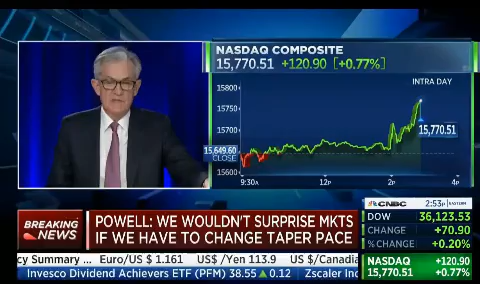 NASDAQ COMPOSITE
15,770.51 +120.90 [+0.77%]
INTRA DAY
15800
15750
15,770.51
15700
15,649.60
CLOSE
15600
9:30A 12P 2P 4P
CNBC 2:53P EASTERN
BREAKING
NEWS
POWELL: WE WOULDN'T SURPRISE MKTS
IF WE HAVE TO CHANGE TAPER PACE
DOW 36,123.53
CHANGE +70.90
% CHANGE +0.20%
cy Summary ... Euro/US $ 1.161 US $/Yen 113.9 US $/Canadia
NASDAQ +120.90
15,770.51 +0.77%
Invesco Dividend Achievers ETF (PFM) 38.55 ▲ 0.12 Zscaler Inc